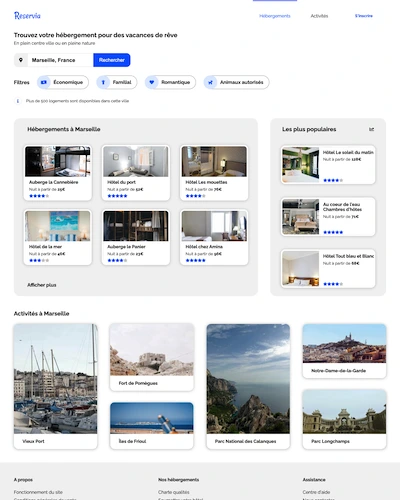 Reservia
Hébergements
Activités
S'inscrire
Trouvez votre hébergement pour des vacances de rêve
En plein centre ville ou en pleine nature
Marseille, France
Rechercher
Filtres
Économique
Familial
Romantique
Animaux autorisés
Plus de 500 logements sont disponibles dans cette ville
Hébergements à Marseille
Auberge la Cannebière
Nuit à partir de 25€
Hôtel du port
Nuit à partir de 52€
Hôtel Les mouettes
Nuit à partir de 76€
Hôtel de la mer
Nuit à partir de 46€
Auberge le Panier
Nuit à partir de 23€
Hôtel chez Amina
Nuit à partir de 96€
Afficher plus
Les plus populaires
Hôtel Le soleil du matin
Nuit à partir de 128€
Au coeur de l'eau
Chambres d'hôtes
Nuit à partir de 71€
Hôtel Tout bleu et Blanc
Nuit à partir de 68€
Activités à Marseille
Vieux Port
Fort de Pomègues
Îles de Frioul
Parc National des Calanques
Notre-Dame-de-la-Garde
Parc Longchamps
A propos
Fonctionnement du site
Nos hébergements
Charte qualités
Assistance
Centre d'aide
Nous contacter